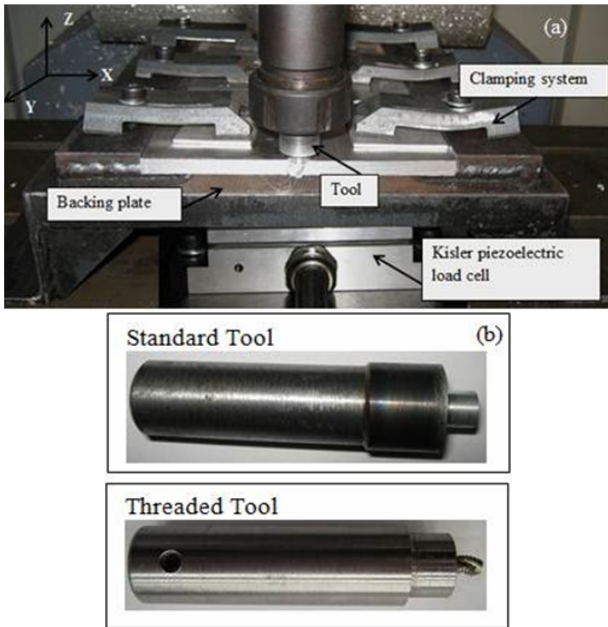 (a)
Z
X
Y
Clamping system
Tool
Backing plate
Kisler piezoelectric
load cell
Standard Tool
(b)
Threaded Tool